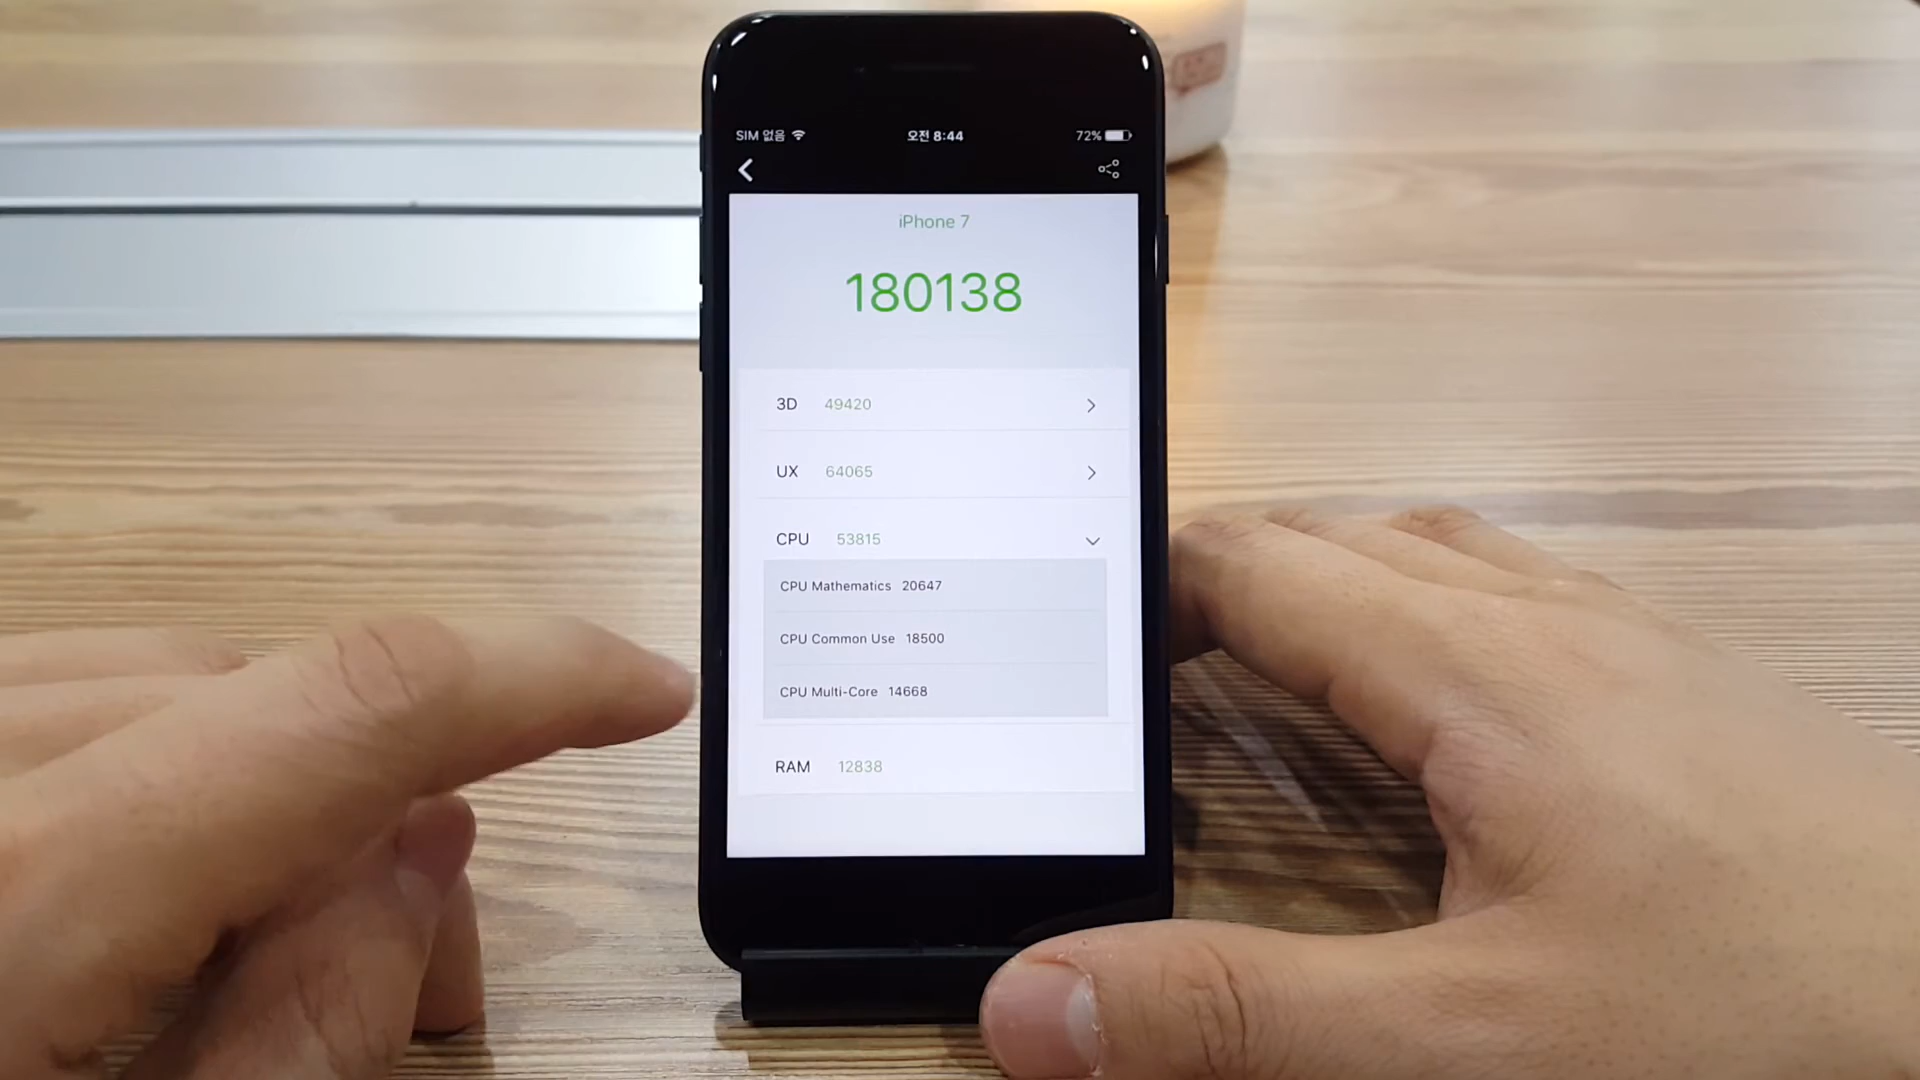 SIM 없음 오전 8:44 72%
iPhone 7
180138
3D 49420
UX 64065
CPU 53815
CPU Mathematics 20647
CPU Common Use 18500
CPU Multi-Core 14668
RAM 12838